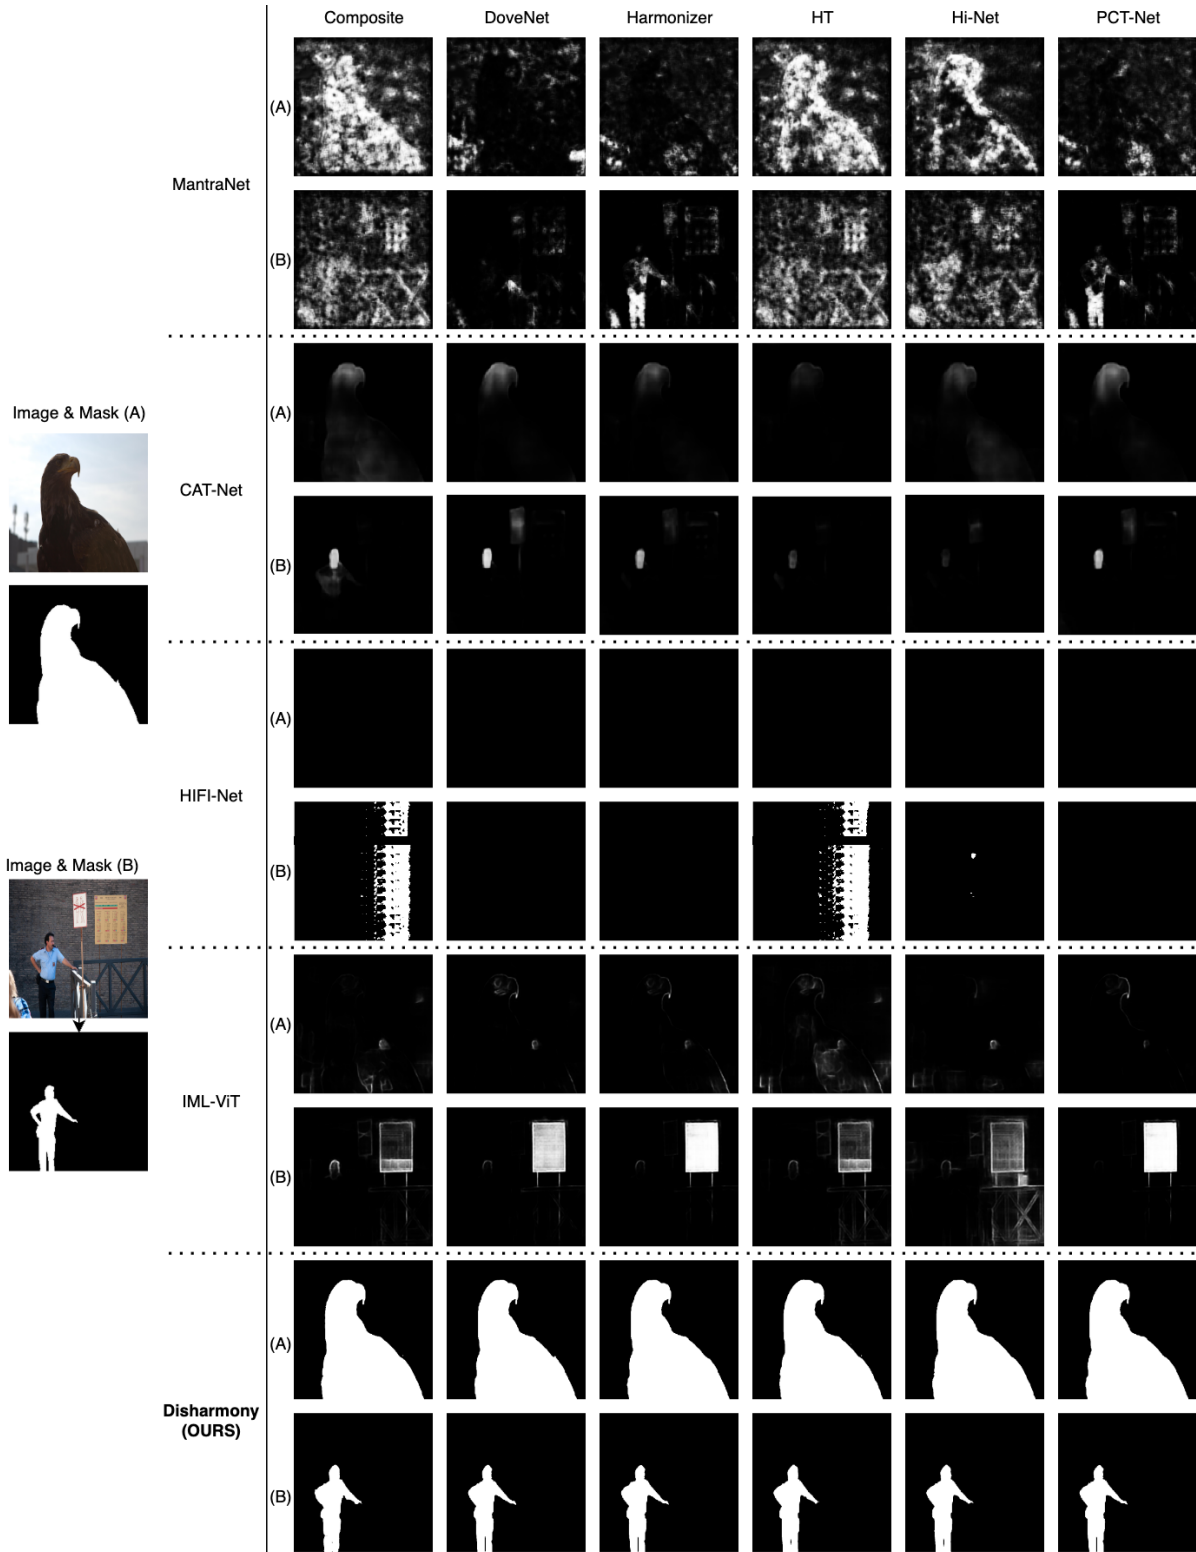 Composite DoveNet Harmonizer HT Hi-Net PCT-Net
(A)
MantraNet
(B)
(A)
Image & Mask (A)
CAT-Net
(B)
(A)
HIFI-Net
Image & Mask (B)
(B)
(A)
IML-ViT
(B)
(A)
Disharmony
(OURS)
(B)